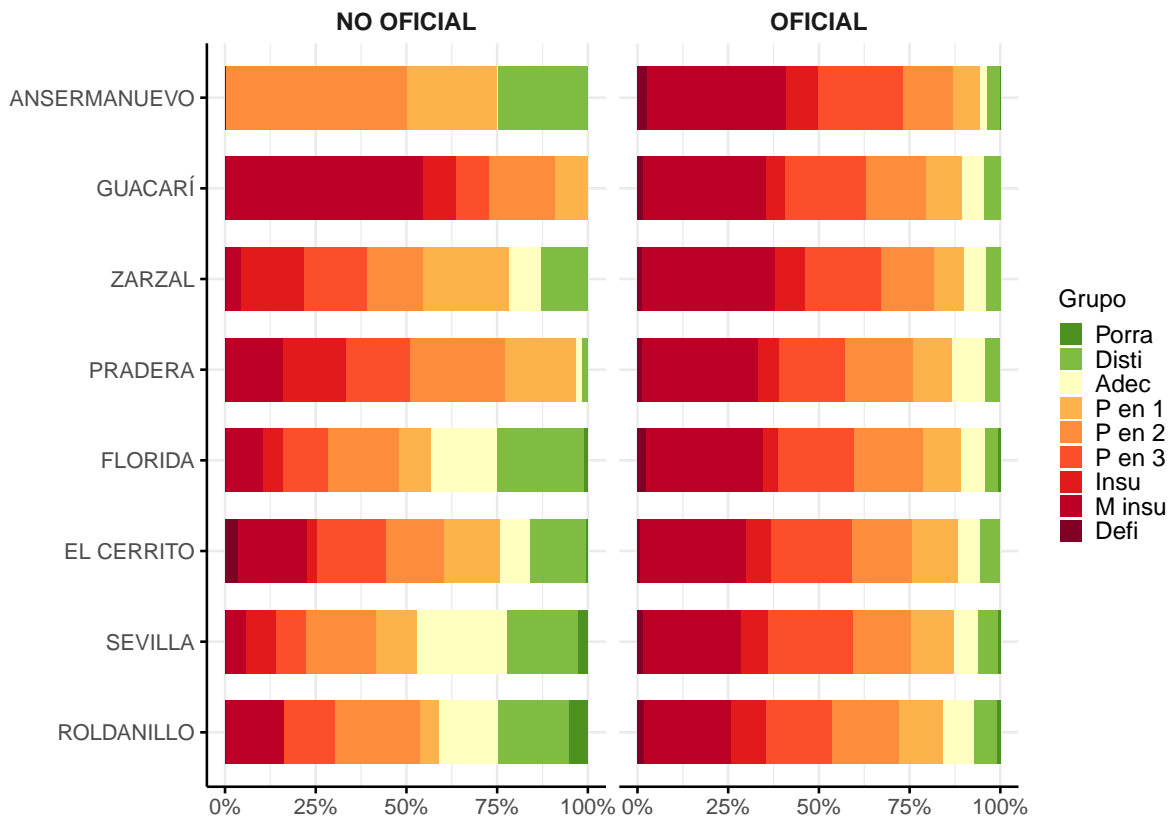 NO OFICIAL
OFICIAL
ANSERMANUEVO
GUACARÍ
ZARZAL
PRADERA
FLORIDA
EL CERRITO
SEVILLA
ROLDANILLO
0% 25% 50% 75% 100%
0% 25% 50% 75% 100%
Grupo
Porra
Disti
Adec
P en 1
P en 2
P en 3
Insu
M insu
Defi